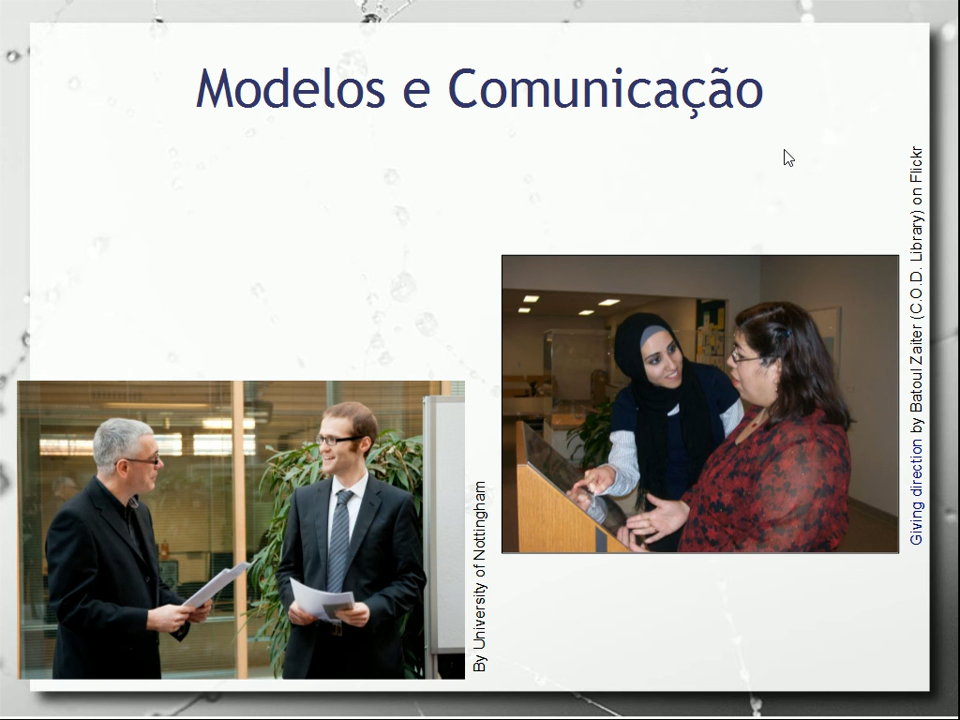 Modelos e Comunicação
By University of Nottingham
Giving direction by Batoul Zaiter (C.O.D. Library) on Flickr